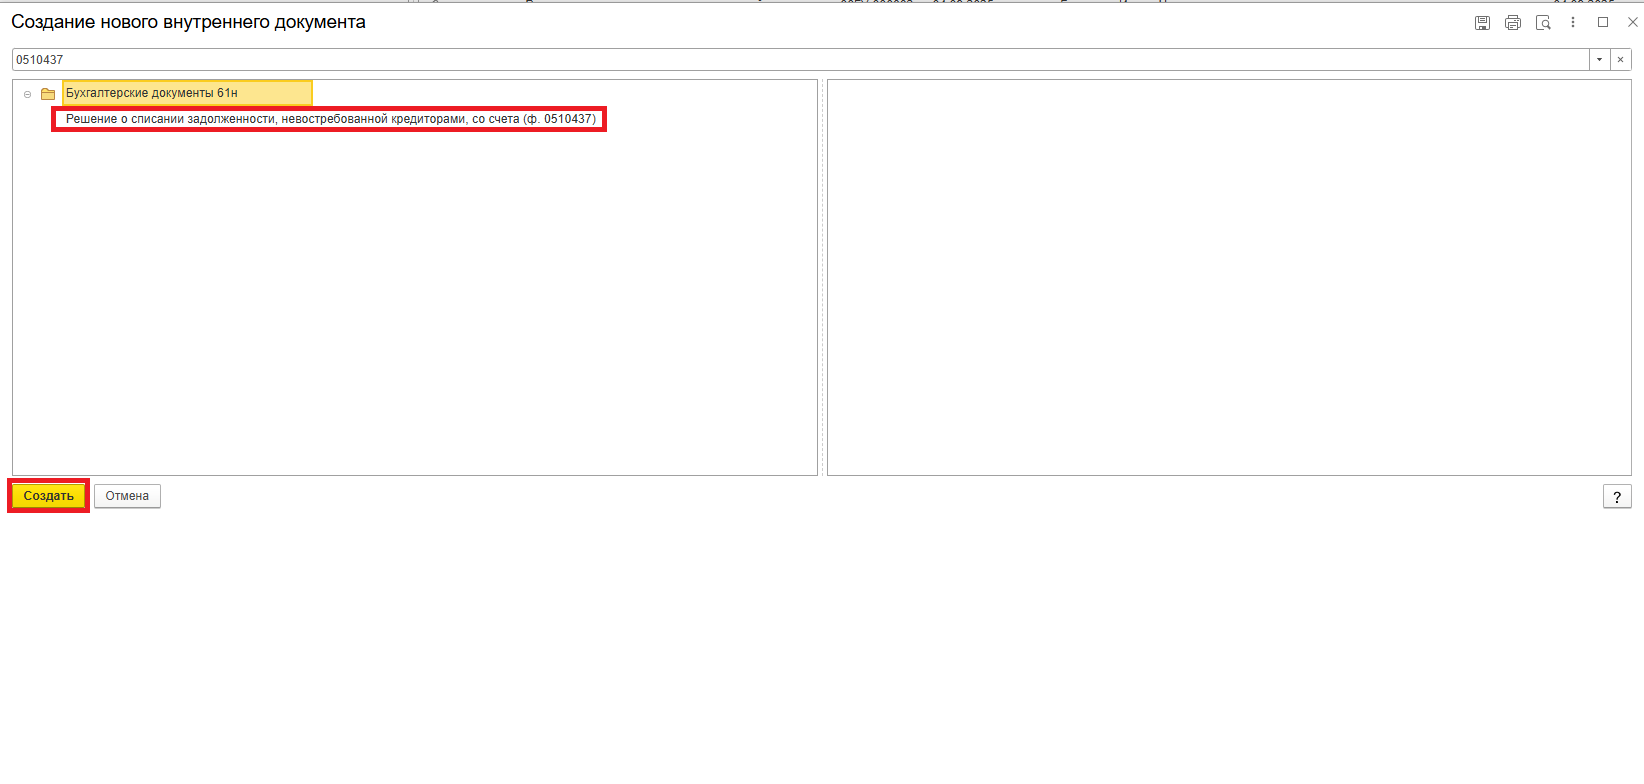 Создание нового внутреннего документа
0510437
Бухгалтерские документы 61н
Решение о списании задолженности, невостребованной кредиторами, со счета (ф. 0510437)
Создать
Отмена
?